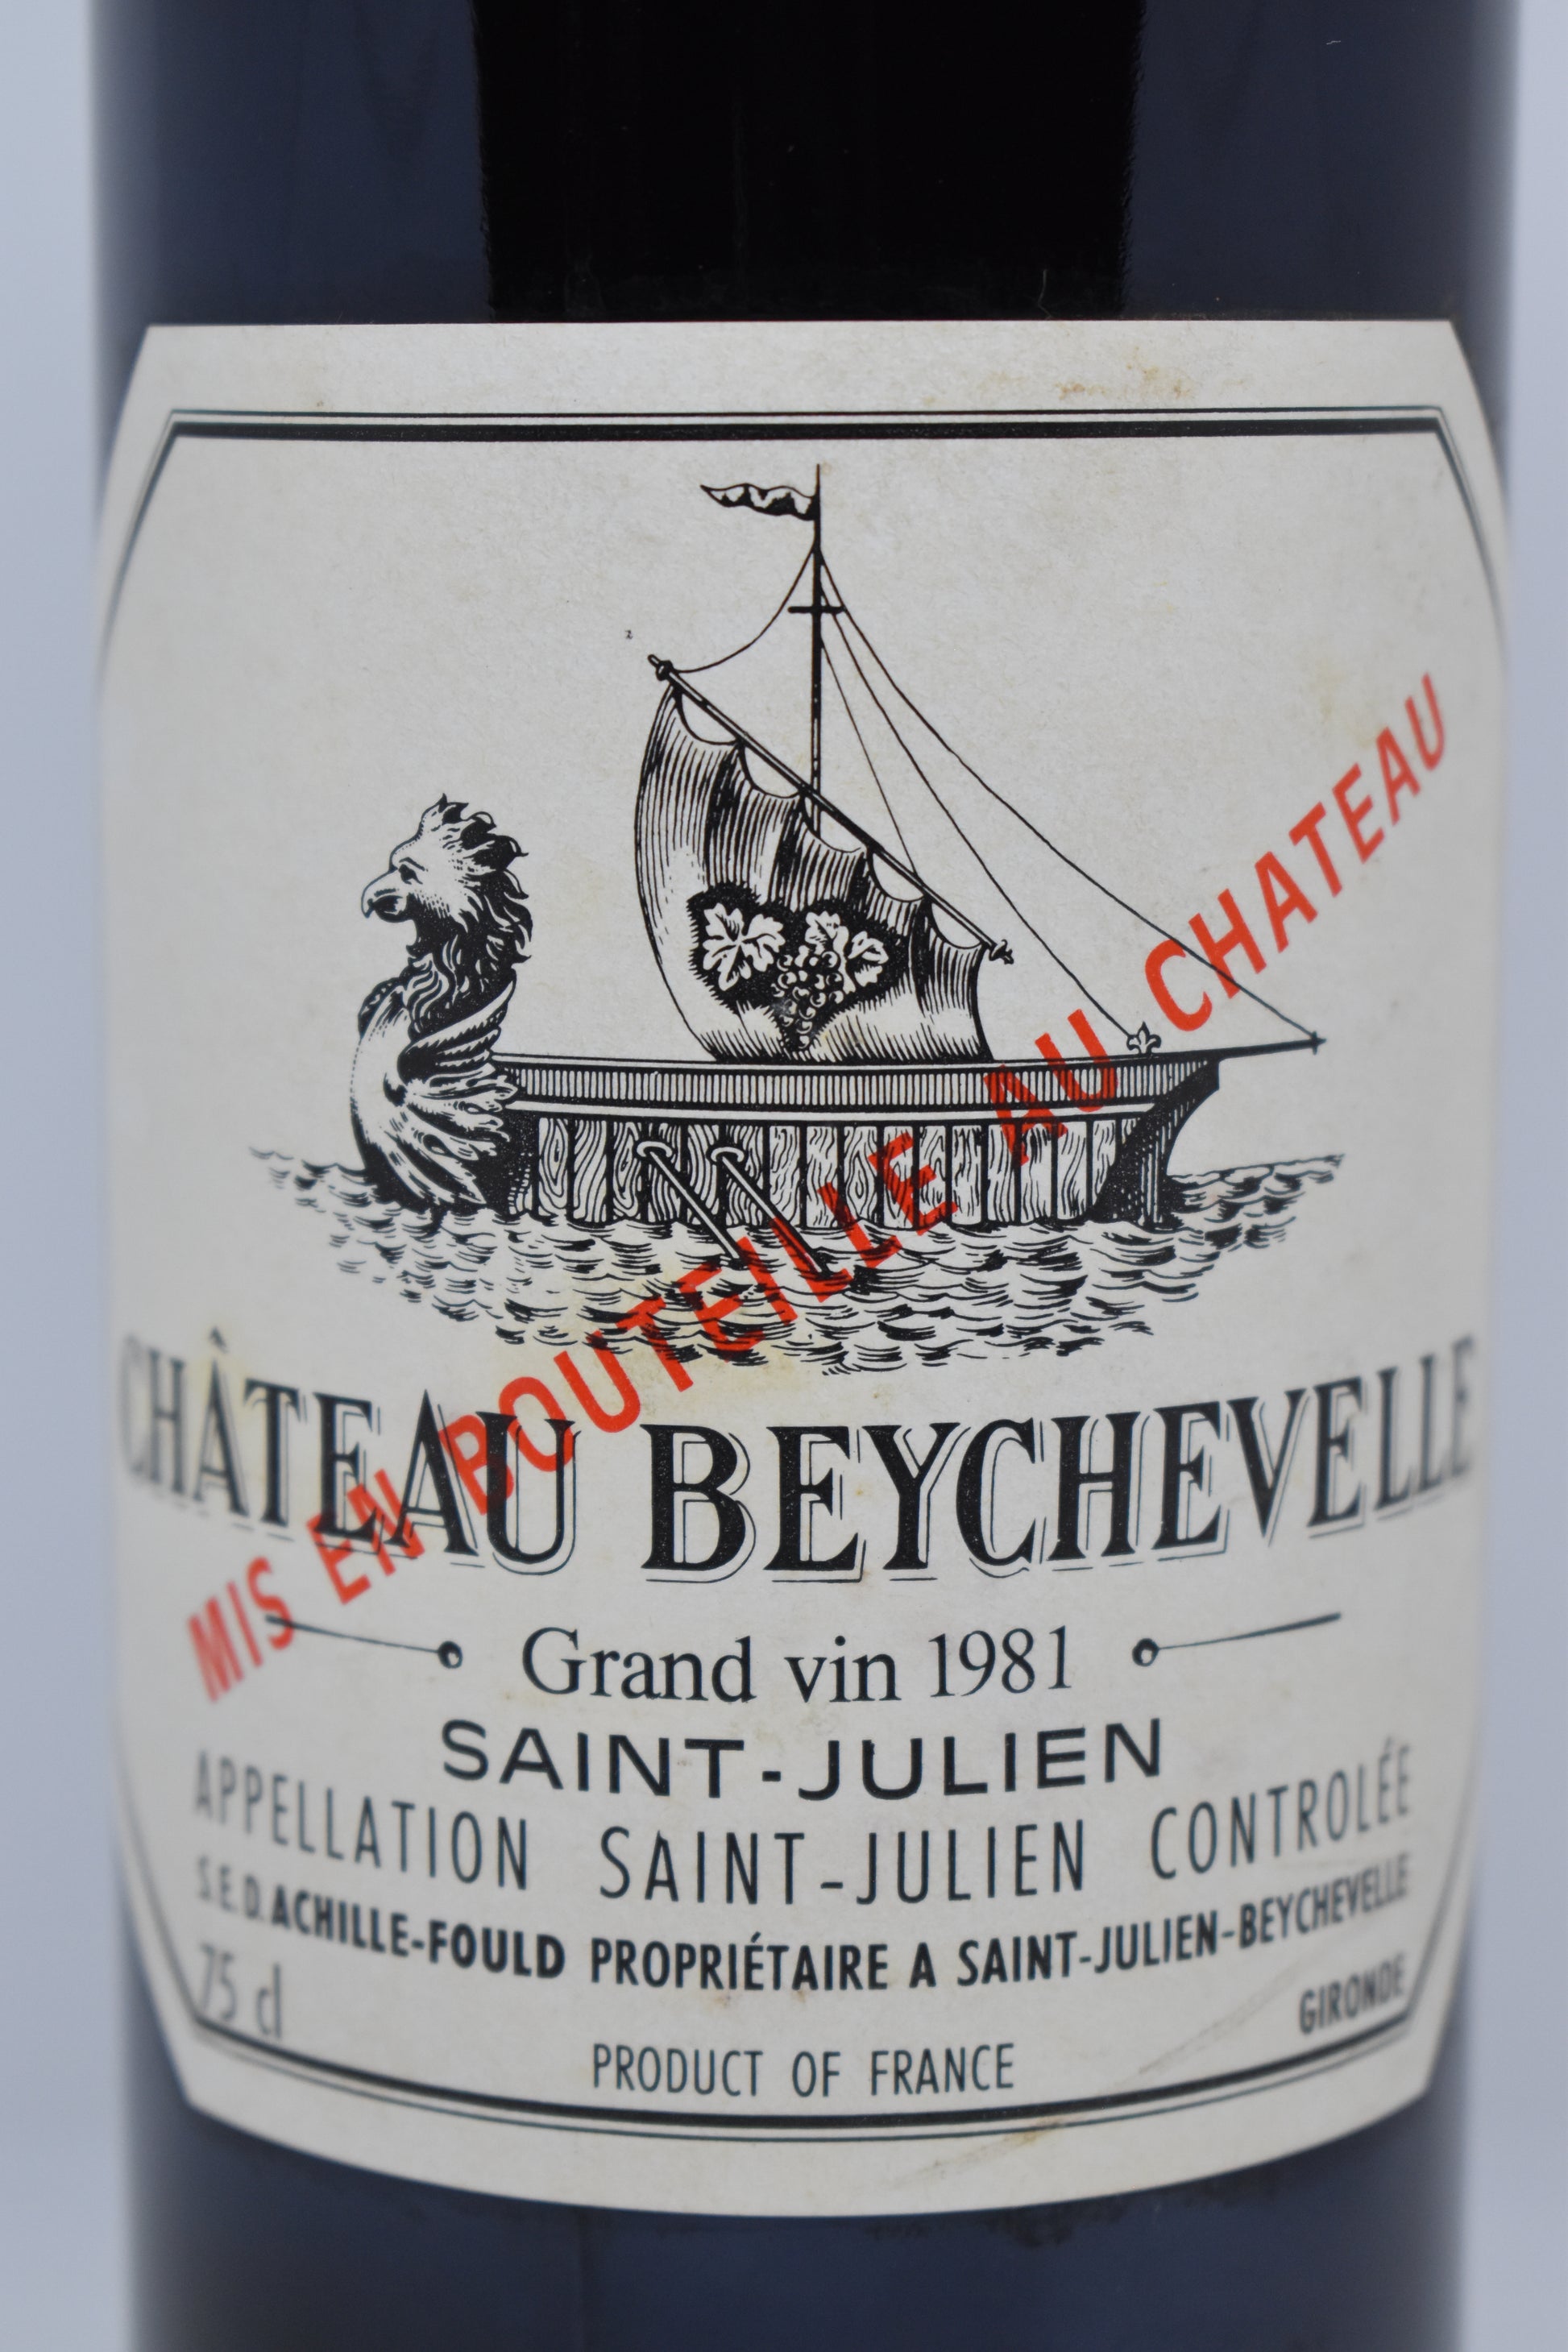 MIS EN BOUTEILLE AU CHATEAU
CHÂTEAU BEYCHEVELLE
Grand vin 1981
SAINT-JULIEN
APPELLATION SAINT-JULIEN CONTROLÉE
S.E.D. ACHILLE-FOULD PROPRIÉTAIRE A SAINT-JULIEN-BEYCHEVELLE
75 cl
GIRONDE
PRODUCT OF FRANCE